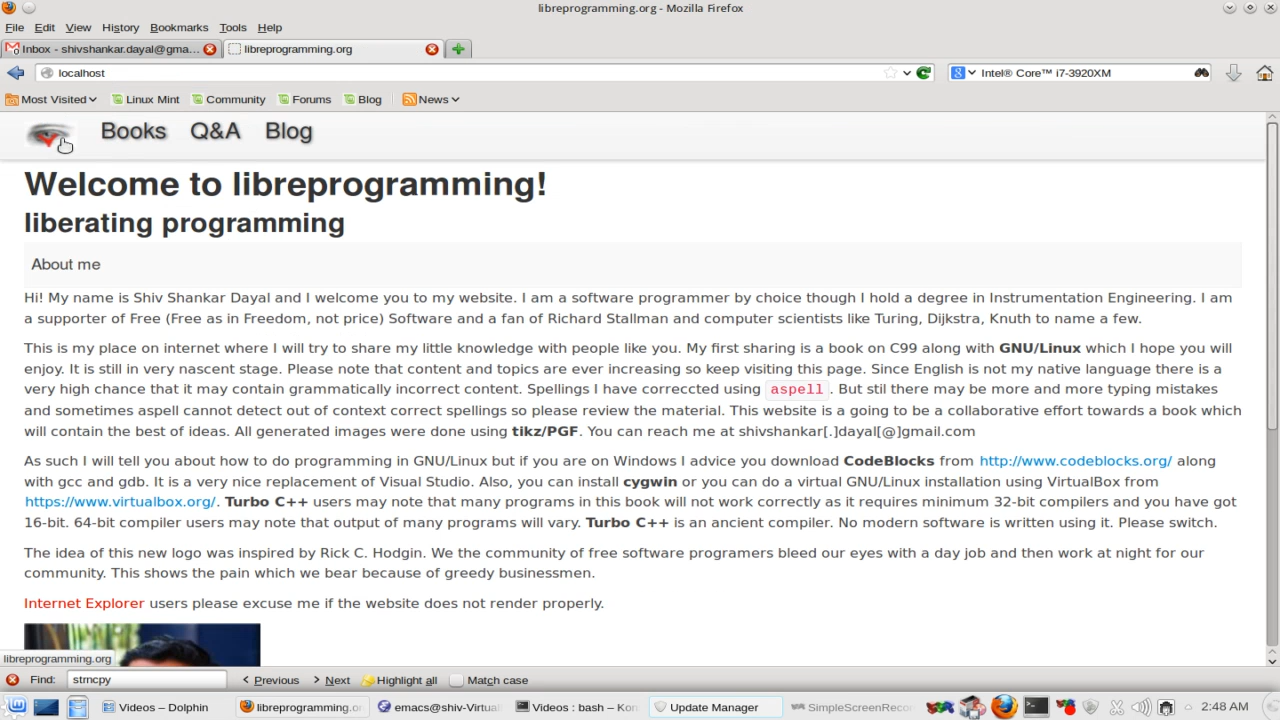 libreprogramming.org - Mozilla Firefox
File Edit View History Bookmarks Tools Help
Inbox - shivshankar.dayal@gma... libreprogramming.org
localhost Intel® Core™ i7-3920XM
Most Visited Linux Mint Community Forums Blog News
Books Q&A Blog
Welcome to libreprogramming!
liberating programming
About me
Hi! My name is Shiv Shankar Dayal and I welcome you to my website. I am a software programmer by choice though I hold a degree in Instrumentation Engineering. I am
a supporter of Free (Free as in Freedom, not price) Software and a fan of Richard Stallman and computer scientists like Turing, Dijkstra, Knuth to name a few.
This is my place on internet where I will try to share my little knowledge with people like you. My first sharing is a book on C99 along with GNU/Linux which I hope you will
enjoy. It is still in very nascent stage. Please note that content and topics are ever increasing so keep visiting this page. Since English is not my native language there is a
very high chance that it may contain grammatically incorrect content. Spellings I have correccted using aspell. But stil there may be more and more typing mistakes
and sometimes aspell cannot detect out of context correct spellings so please review the material. This website is a going to be a collaborative effort towards a book which
will contain the best of ideas. All generated images were done using tikz/PGF. You can reach me at shivshankar[.]dayal[@]gmail.com
As such I will tell you about how to do programming in GNU/Linux but if you are on Windows I advice you download CodeBlocks from http://www.codeblocks.org/ along
with gcc and gdb. It is a very nice replacement of Visual Studio. Also, you can install cygwin or you can do a virtual GNU/Linux installation using VirtualBox from
https://www.virtualbox.org/. Turbo C++ users may note that many programs in this book will not work correctly as it requires minimum 32-bit compilers and you have got
16-bit. 64-bit compiler users may note that output of many programs will vary. Turbo C++ is an ancient compiler. No modern software is written using it. Please switch.
The idea of this new logo was inspired by Rick C. Hodgin. We the community of free software programers bleed our eyes with a day job and then work at night for our
community. This shows the pain which we bear because of greedy businessmen.
Internet Explorer users please excuse me if the website does not render properly.
libreprogramming.org
Find: strncpy Previous Next Highlight all Match case
Videos – Dolphin libreprogramming.or emacs@shiv-Virtual Videos : bash – Kon Update Manager SimpleScreenRecor 2:48 AM